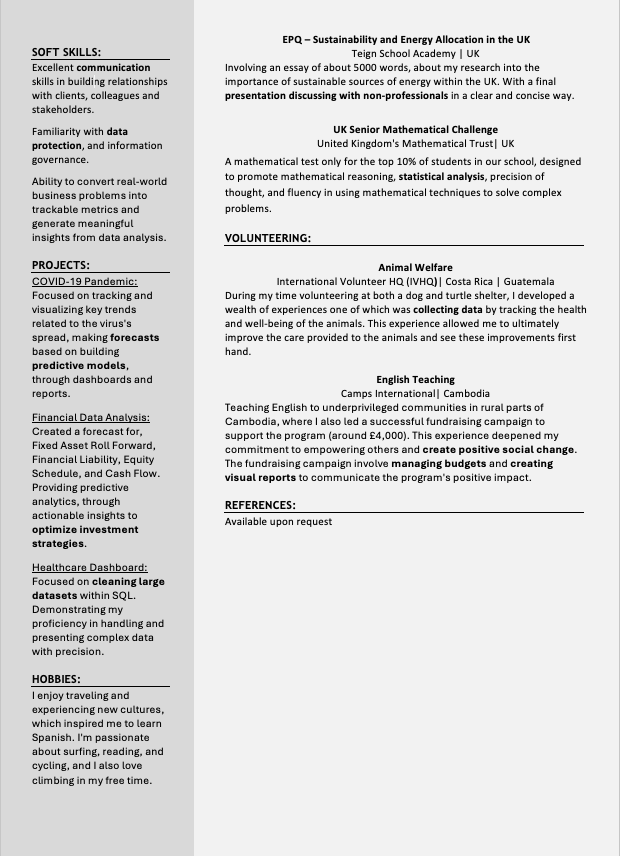 SOFT SKILLS:
Excellent communication
skills in building relationships
with clients, colleagues and
stakeholders.
Familiarity with data
protection, and information
governance.
Ability to convert real-world
business problems into
trackable metrics and
generate meaningful
insights from data analysis.
PROJECTS:
COVID-19 Pandemic:
Focused on tracking and
visualizing key trends
related to the virus's
spread, making forecasts
based on building
predictive models,
through dashboards and
reports.
Financial Data Analysis:
Created a forecast for,
Fixed Asset Roll Forward,
Financial Liability, Equity
Schedule, and Cash Flow.
Providing predictive
analytics, through
actionable insights to
optimize investment
strategies.
Healthcare Dashboard:
Focused on cleaning large
datasets within SQL.
Demonstrating my
proficiency in handling and
presenting complex data
with precision.
HOBBIES:
I enjoy traveling and
experiencing new cultures,
which inspired me to learn
Spanish. I'm passionate
about surfing, reading, and
cycling, and I also love
climbing in my free time.
EPQ – Sustainability and Energy Allocation in the UK
Teign School Academy | UK
Involving an essay of about 5000 words, about my research into the
importance of sustainable sources of energy within the UK. With a final
presentation discussing with non-professionals in a clear and concise way.
UK Senior Mathematical Challenge
United Kingdom's Mathematical Trust| UK
A mathematical test only for the top 10% of students in our school, designed
to promote mathematical reasoning, statistical analysis, precision of
thought, and fluency in using mathematical techniques to solve complex
problems.
VOLUNTEERING:
Animal Welfare
International Volunteer HQ (IVHQ)| Costa Rica | Guatemala
During my time volunteering at both a dog and turtle shelter, I developed a
wealth of experiences one of which was collecting data by tracking the health
and well-being of the animals. This experience allowed me to ultimately
improve the care provided to the animals and see these improvements first
hand.
English Teaching
Camps International| Cambodia
Teaching English to underprivileged communities in rural parts of
Cambodia, where I also led a successful fundraising campaign to
support the program (around £4,000). This experience deepened my
commitment to empowering others and create positive social change.
The fundraising campaign involve managing budgets and creating
visual reports to communicate the program's positive impact.
REFERENCES:
Available upon request